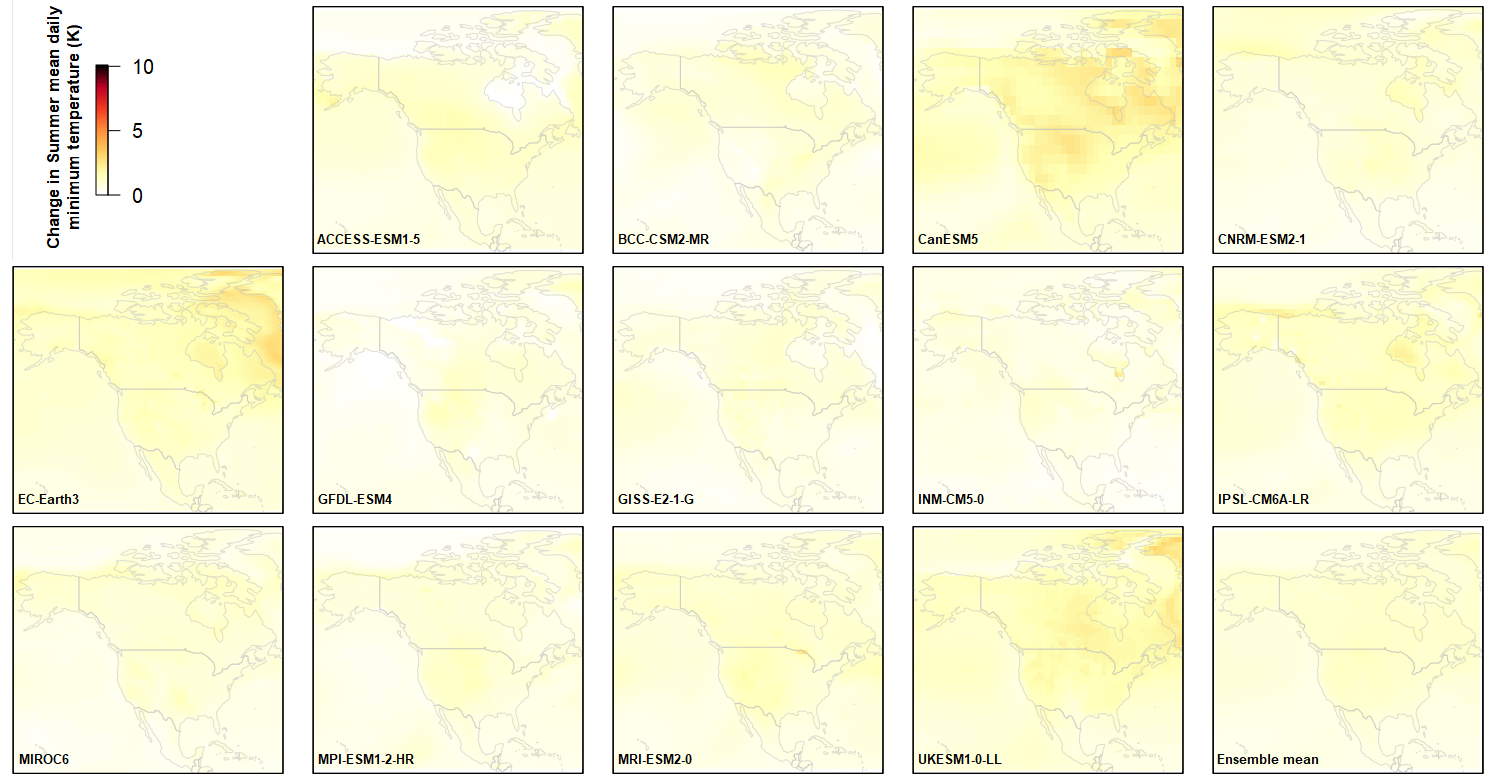 Change in Summer mean daily
minimum temperature (K)
10
5
0
ACCESS-ESM1-5
BCC-CSM2-MR
CanESM5
CNRM-ESM2-1
EC-Earth3
GFDL-ESM4
GISS-E2-1-G
INM-CM5-0
IPSL-CM6A-LR
MIROC6
MPI-ESM1-2-HR
MRI-ESM2-0
UKESM1-0-LL
Ensemble mean